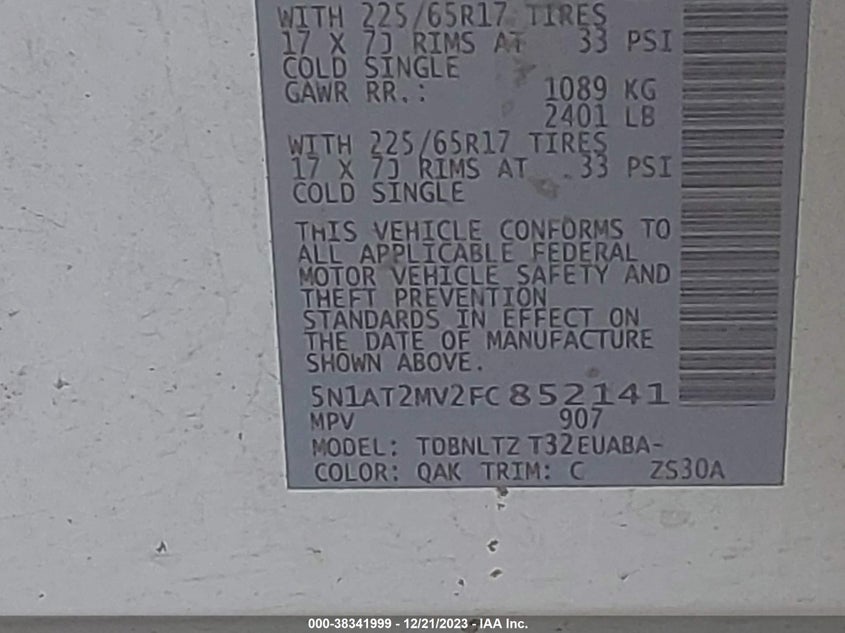 WITH 225/65R17 TIRES
17 X 7J RIMS AT 33 PSI
COLD SINGLE
GAWR RR.: 1089 KG
2401 LB
WITH 225/65R17 TIRES
17 X 7J RIMS AT 33 PSI
COLD SINGLE
THIS VEHICLE CONFORMS TO
ALL APPLICABLE FEDERAL
MOTOR VEHICLE SAFETY AND
THEFT PREVENTION
STANDARDS IN EFFECT ON
THE DATE OF MANUFACTURE
SHOWN ABOVE.
5N1AT2MV2FC852141
MPV 907
MODEL: TDBNLTZ T32EUABA-
COLOR: QAK TRIM: C ZS30A
000-38341999 - 12/21/2023 - IAA Inc.